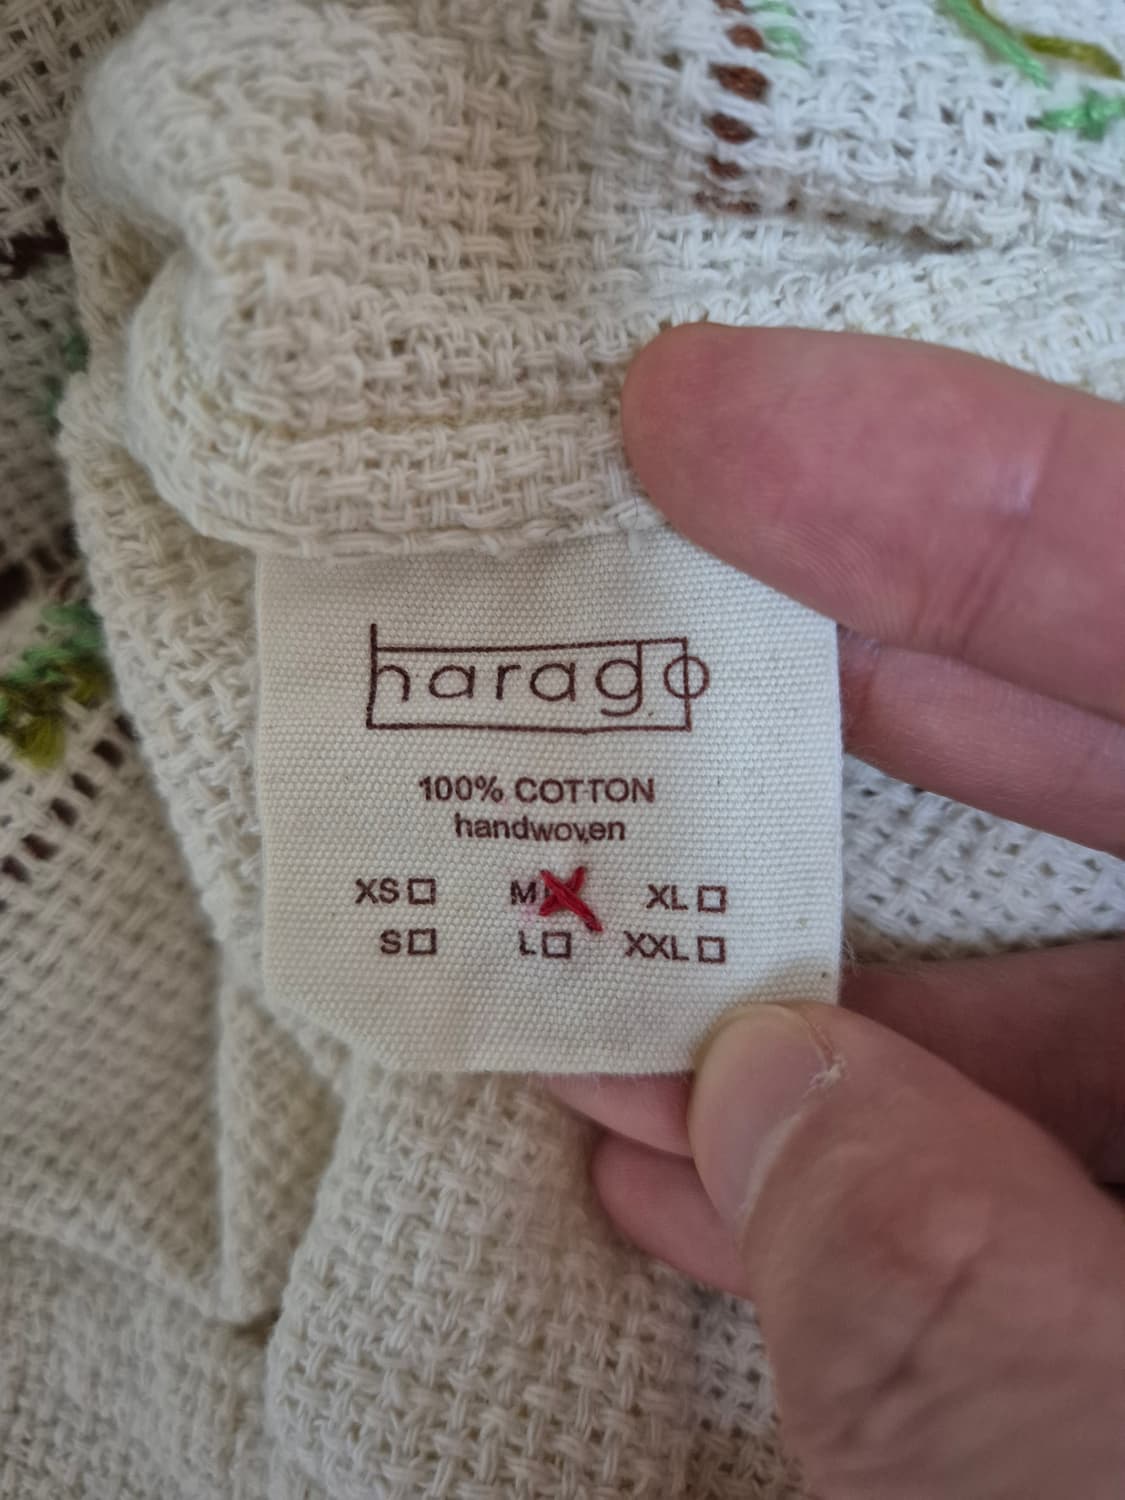 harago
100% COTTON
handwoven
XS☐ M☒ XL☐
S☐ L☐ XXL☐